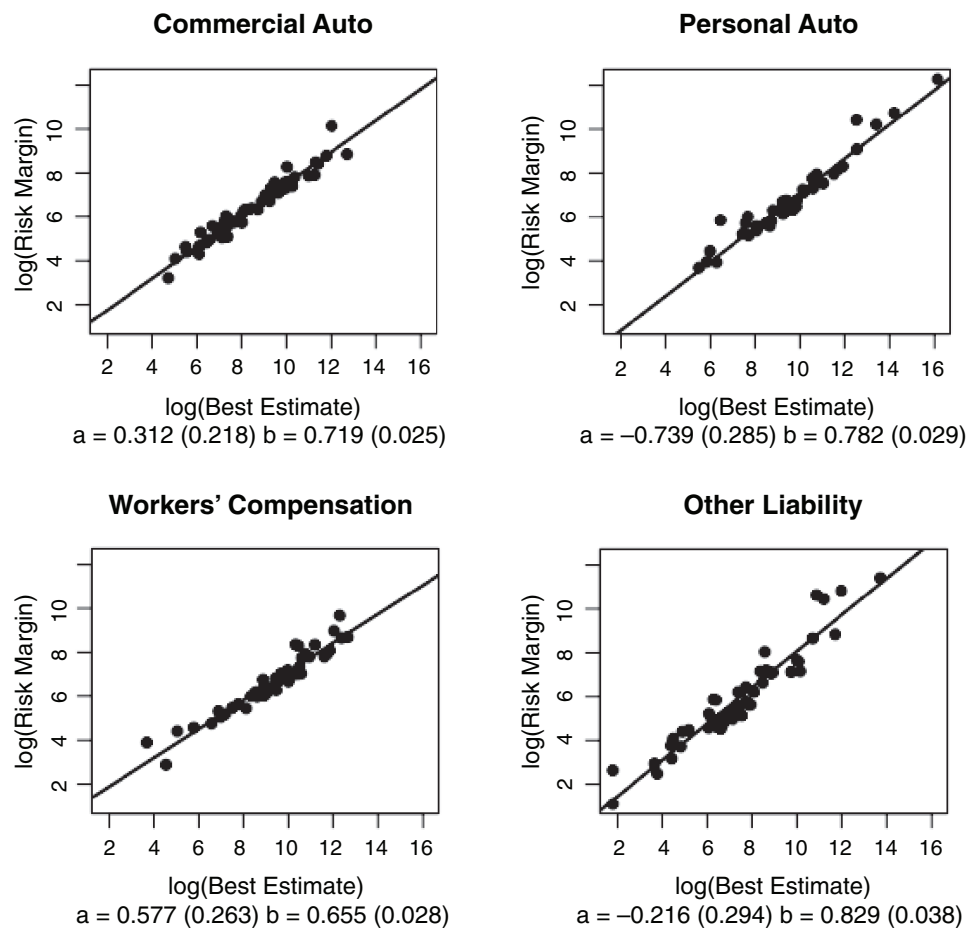 Commercial Auto
log(Risk Margin)
2 4 6 8 10
2 4 6 8 10 12 14 16
log(Best Estimate)
a = 0.312 (0.218) b = 0.719 (0.025)
Personal Auto
log(Risk Margin)
2 4 6 8 10
2 4 6 8 10 12 14 16
log(Best Estimate)
a = –0.739 (0.285) b = 0.782 (0.029)
Workers’ Compensation
log(Risk Margin)
2 4 6 8 10
2 4 6 8 10 12 14 16
log(Best Estimate)
a = 0.577 (0.263) b = 0.655 (0.028)
Other Liability
log(Risk Margin)
2 4 6 8 10
2 4 6 8 10 12 14 16
log(Best Estimate)
a = –0.216 (0.294) b = 0.829 (0.038)